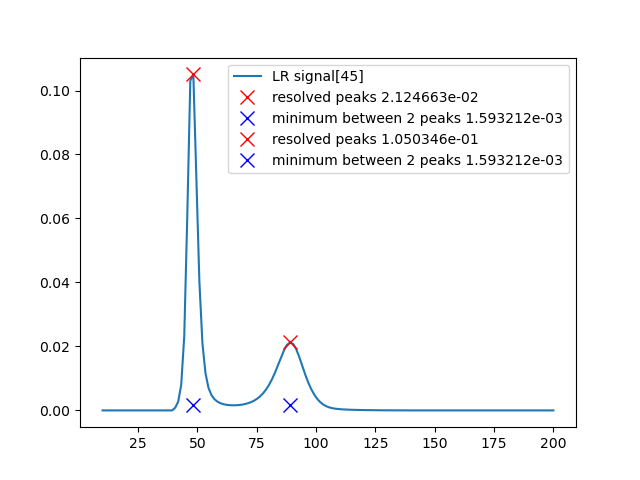 LR signal[45]
resolved peaks 2.124663e-02
minimum between 2 peaks 1.593212e-03
resolved peaks 1.050346e-01
minimum between 2 peaks 1.593212e-03
0.10
0.08
0.06
0.04
0.02
0.00
25 50 75 100 125 150 175 200